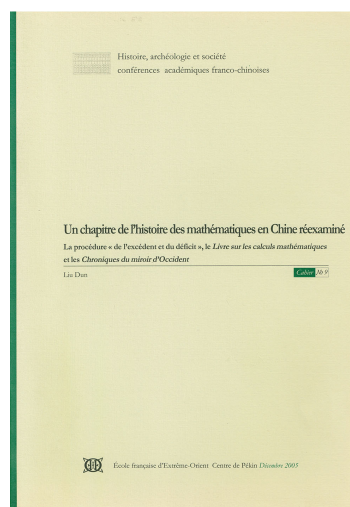 Histoire, archéologie et société
conférences académiques franco-chinoises
Un chapitre de l'histoire des mathématiques en Chine réexaminé
La procédure « de l'excédent et du déficit », le Livre sur les calculs mathématiques
et les Chroniques du miroir d'Occident
Liu Dun
Cahier № 9
École française d'Extrême-Orient Centre de Pékin Décembre 2005